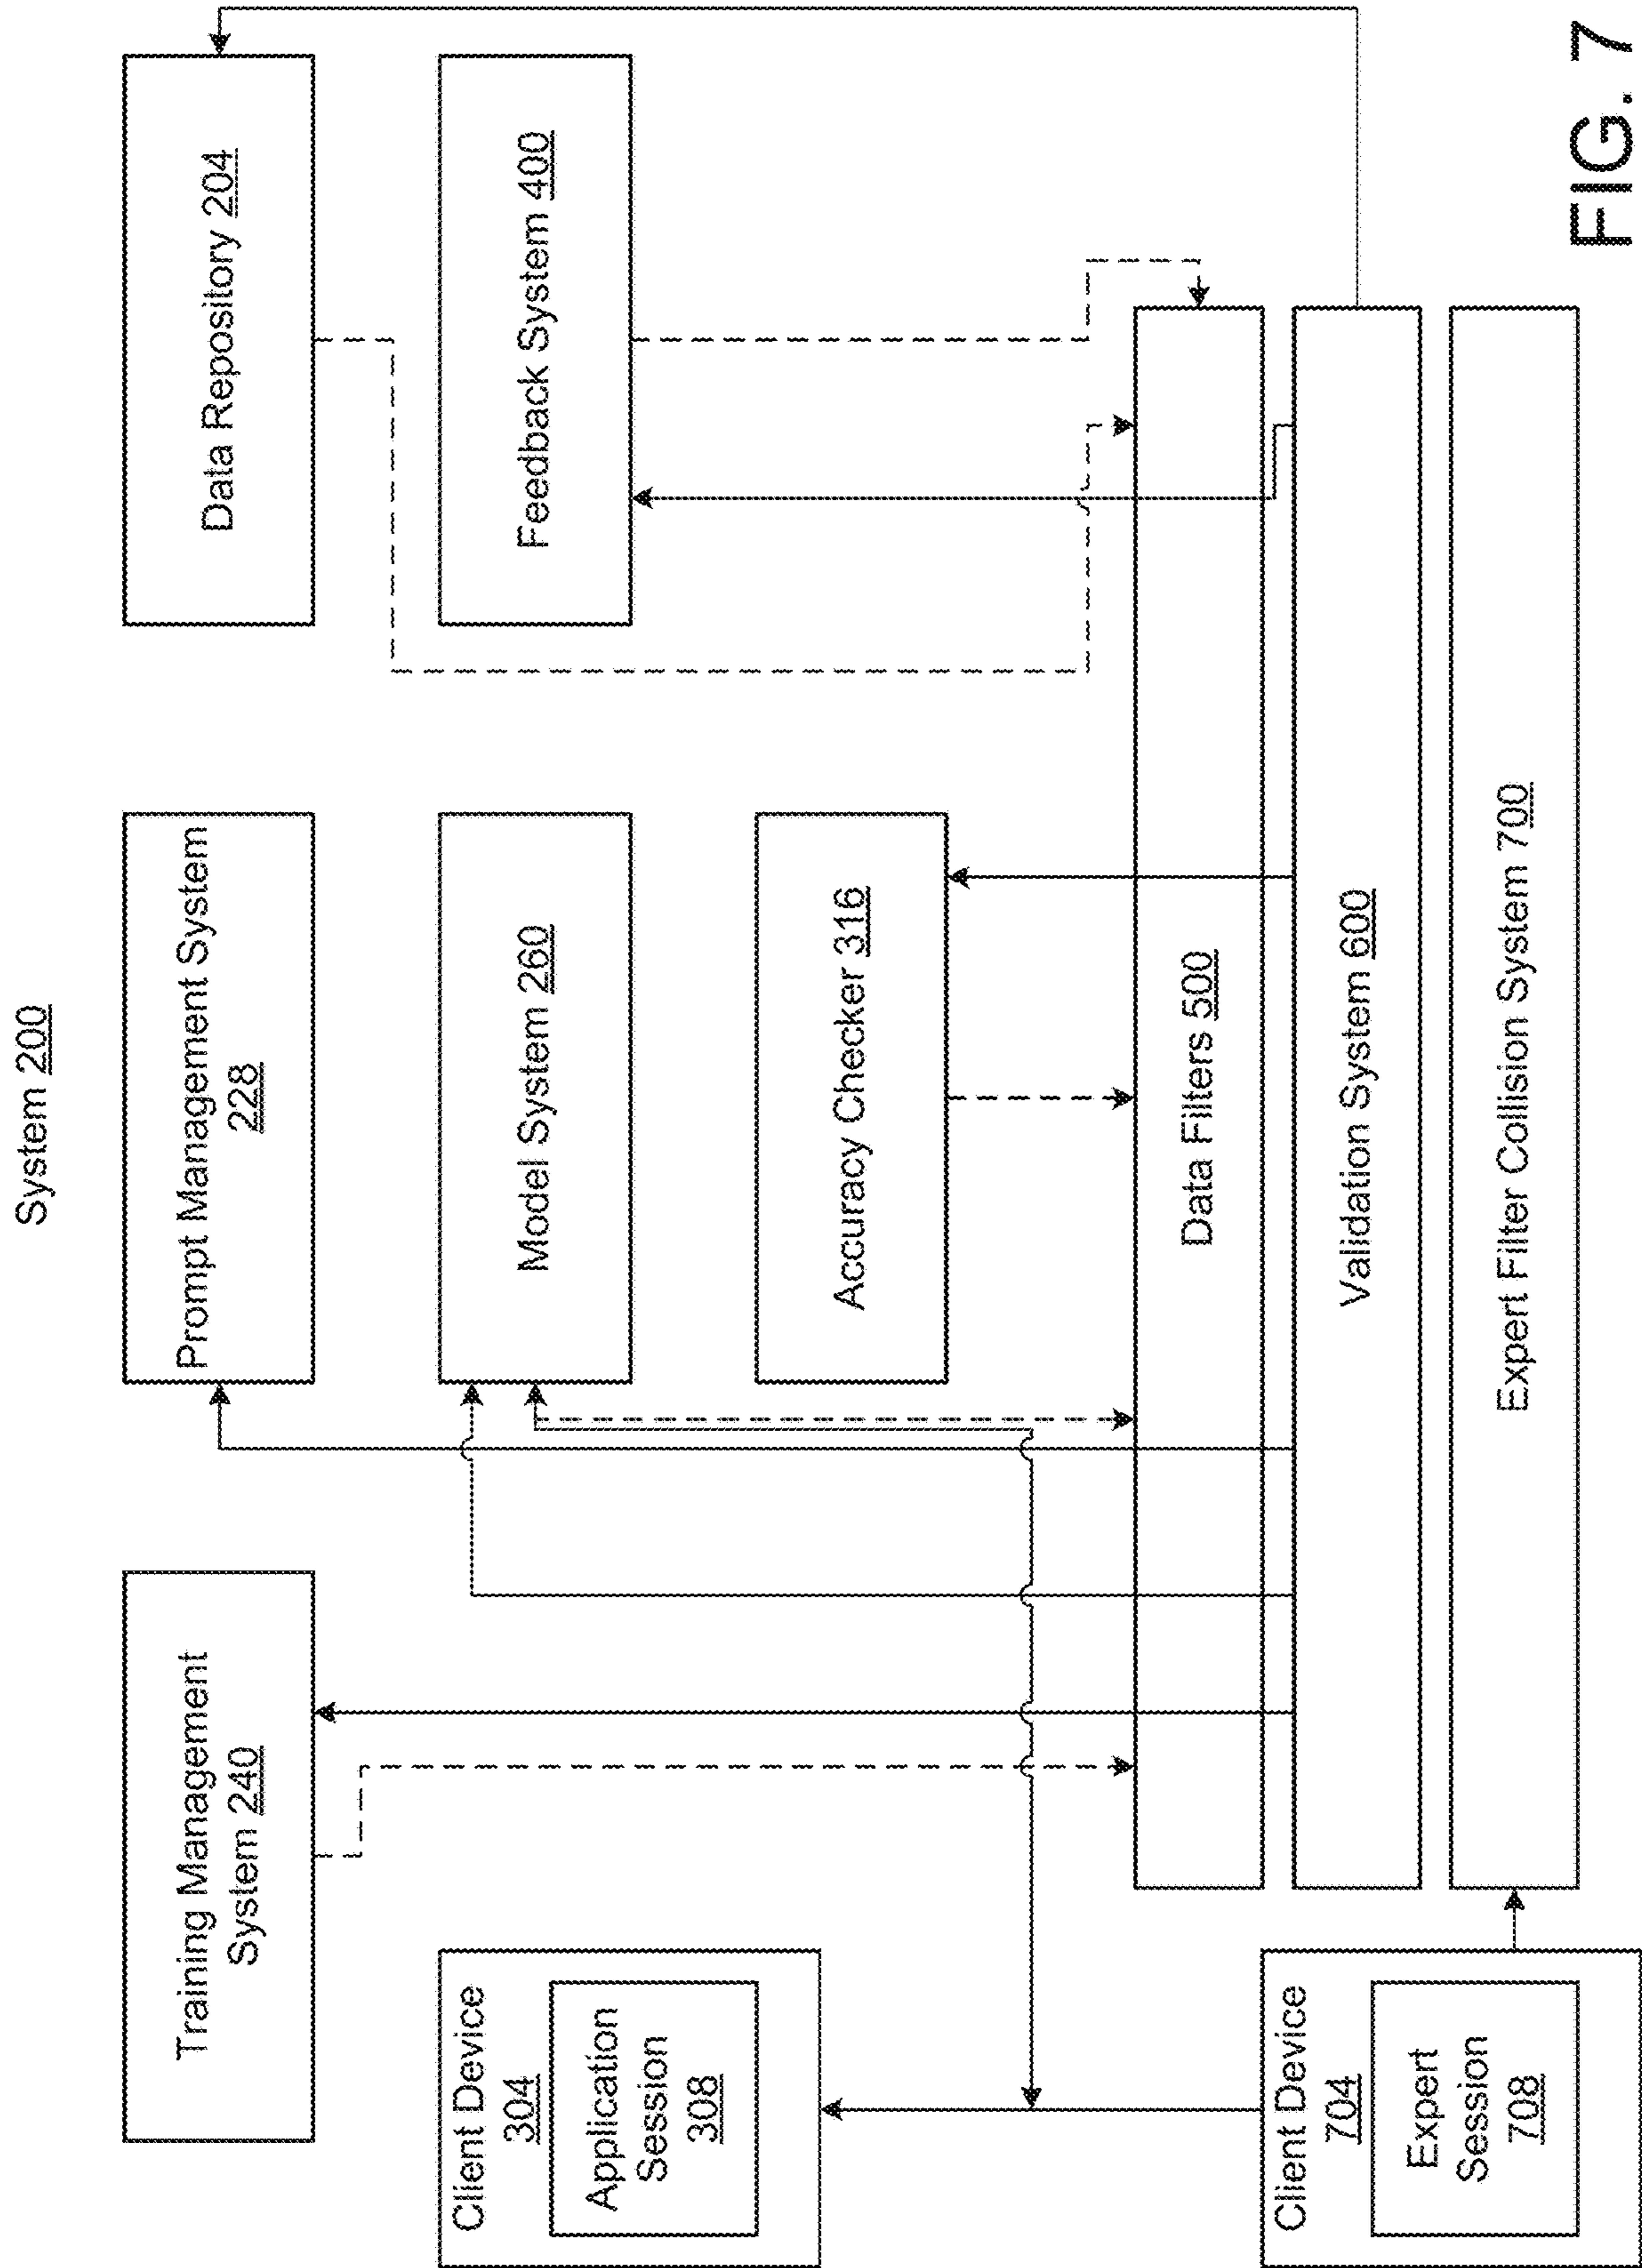 System 200
Training Management
System 240
Prompt Management System
228
Data Repository 204
Client Device
304
Application
Session
308
Model System 260
Feedback System 400
Accuracy Checker 316
Data Filters 500
Validation System 600
Expert Filter Collision System 700
Client Device
704
Expert
Session
708
FIG. 7